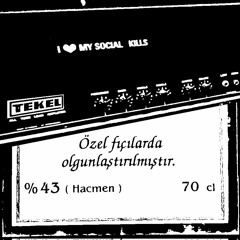 I ❤ MY SOCIAL KILLS
TEKEL
Özel fıçılarda
olgunlaştırılmıştır.
%43 ( Hacmen ) 70 cl